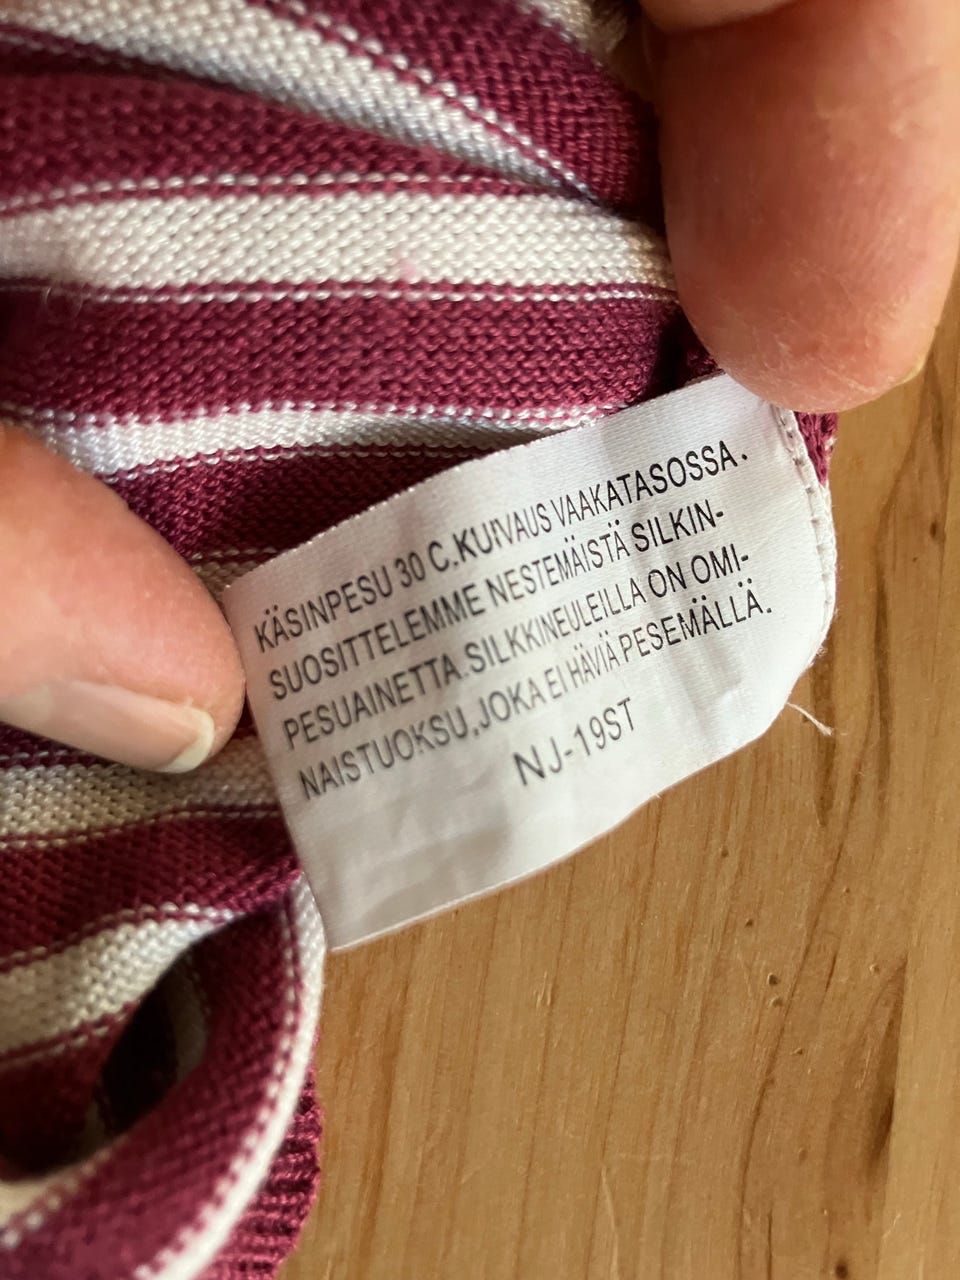 KÄSINPESU 30 C.KUIVAUS VAAKATASOSSA.
SUOSITTELEMME NESTEMÄISTÄ SILKIN-
PESUAINETTA.SILKKINEULEILLA ON OMI-
NAISTUOKSU,JOKA EI HÄVIÄ PESEMÄLLÄ.
NJ-19ST